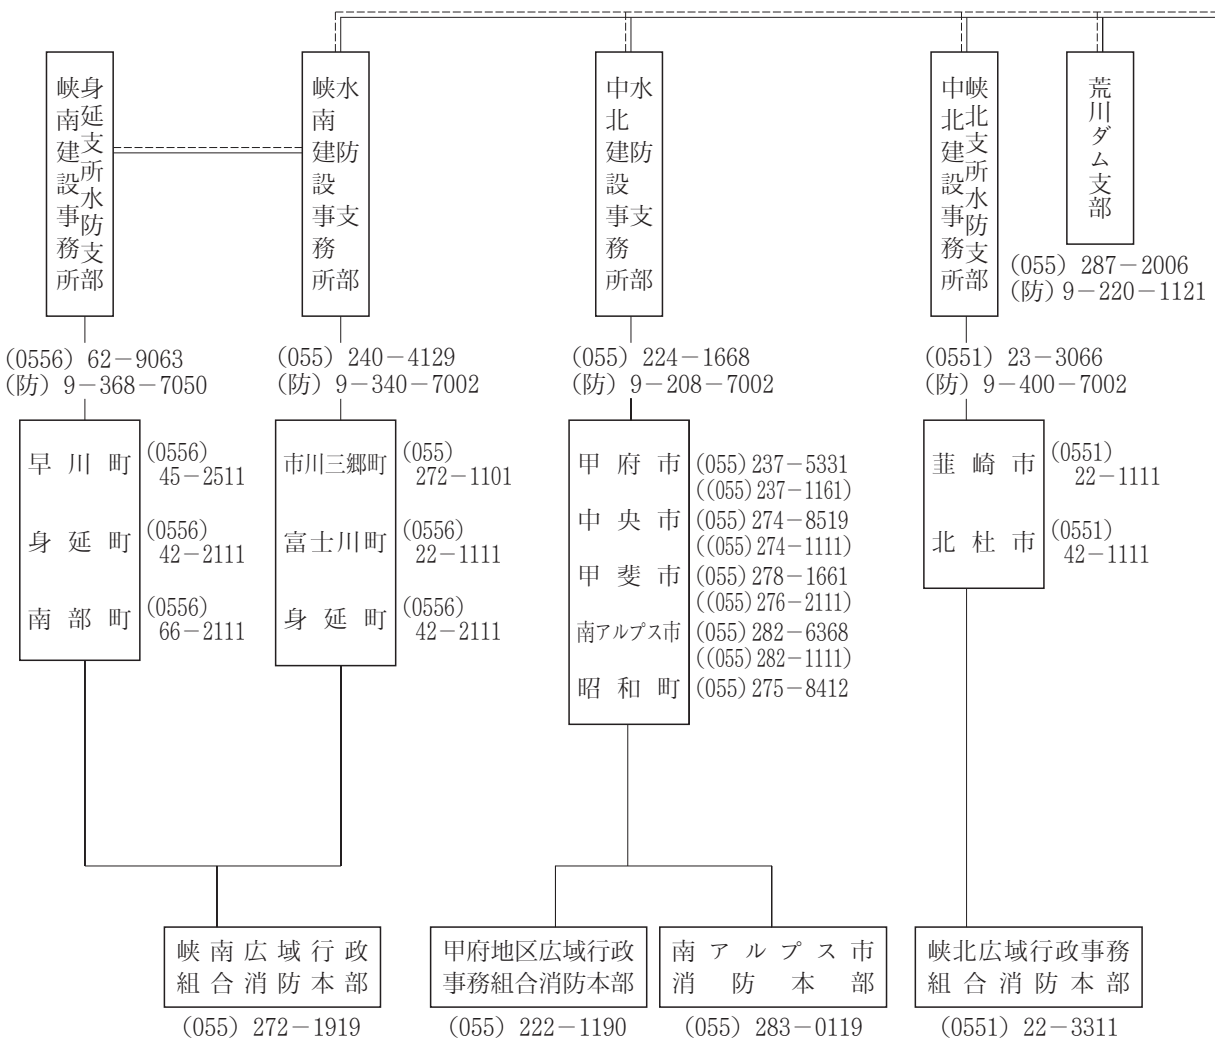 峡南建設事務所
身延支所水防支部
(0556) 62－9063
(防) 9－368－7050
峡南建設事務所
水防支部
(055) 240－4129
(防) 9－340－7002
中北建設事務所
水防支部
(055) 224－1668
(防) 9－208－7002
中北建設事務所
峡北支所水防支部
(0551) 23－3066
(防) 9－400－7002
荒川ダム支部
(055) 287－2006
(防) 9－220－1121
早川町 (0556)
45－2511
身延町 (0556)
42－2111
南部町 (0556)
66－2111
市川三郷町 (055)
272－1101
富士川町 (0556)
22－1111
身延町 (0556)
42－2111
甲府市 (055) 237－5331
((055) 237－1161)
中央市 (055) 274－8519
((055) 274－1111)
甲斐市 (055) 278－1661
((055) 276－2111)
南アルプス市 (055) 282－6368
((055) 282－1111)
昭和町 (055) 275－8412
韮崎市 (0551)
22－1111
北杜市 (0551)
42－1111
峡南広域行政
組合消防本部
(055) 272－1919
甲府地区広域行政
事務組合消防本部
(055) 222－1190
南アルプス市
消防本部
(055) 283－0119
峡北広域行政事務
組合消防本部
(0551) 22－3311